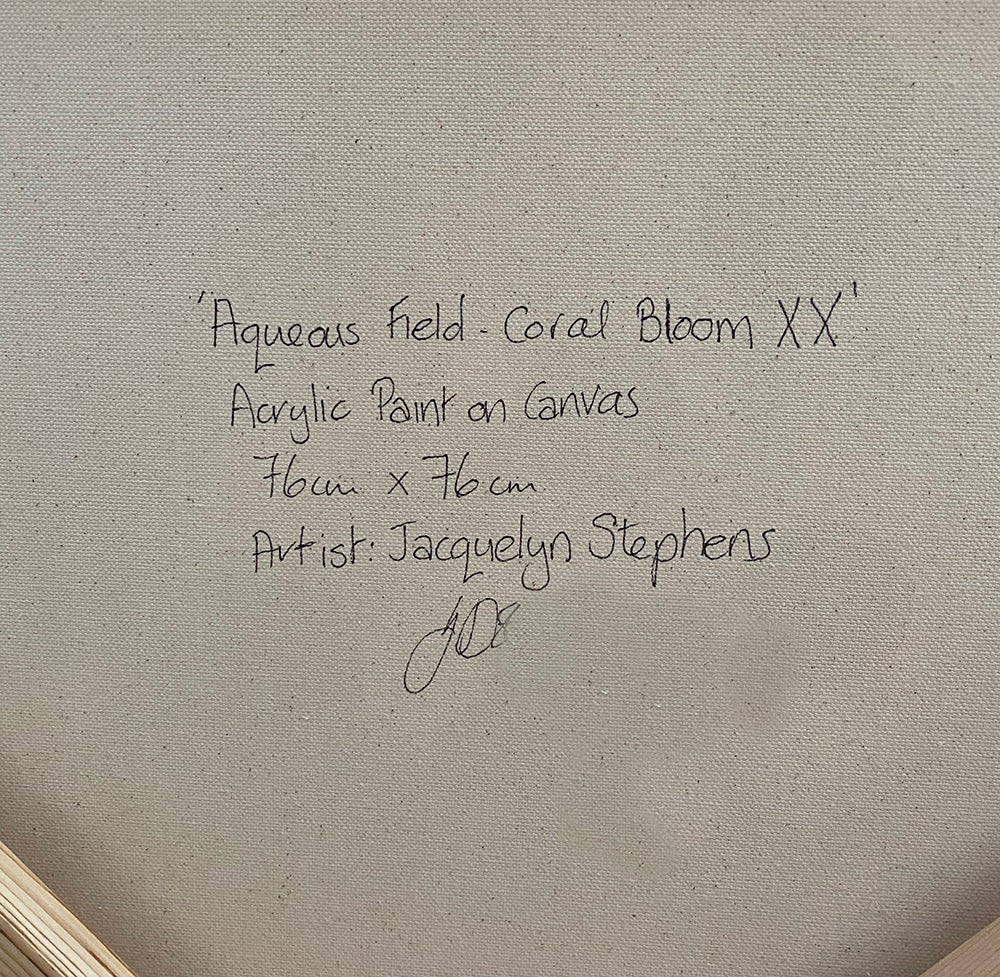 'Aqueous Field - Coral Bloom XX'
Acrylic Paint on Canvas
76cm x 76cm
Artist: Jacquelyn Stephens